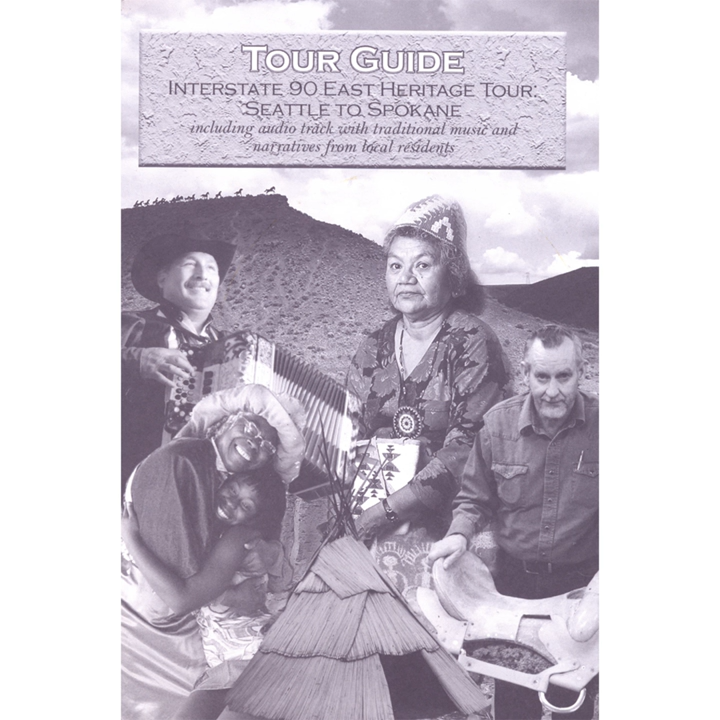 TOUR GUIDE
INTERSTATE 90 EAST HERITAGE TOUR:
SEATTLE TO SPOKANE
including audio track with traditional music and
narratives from local residents